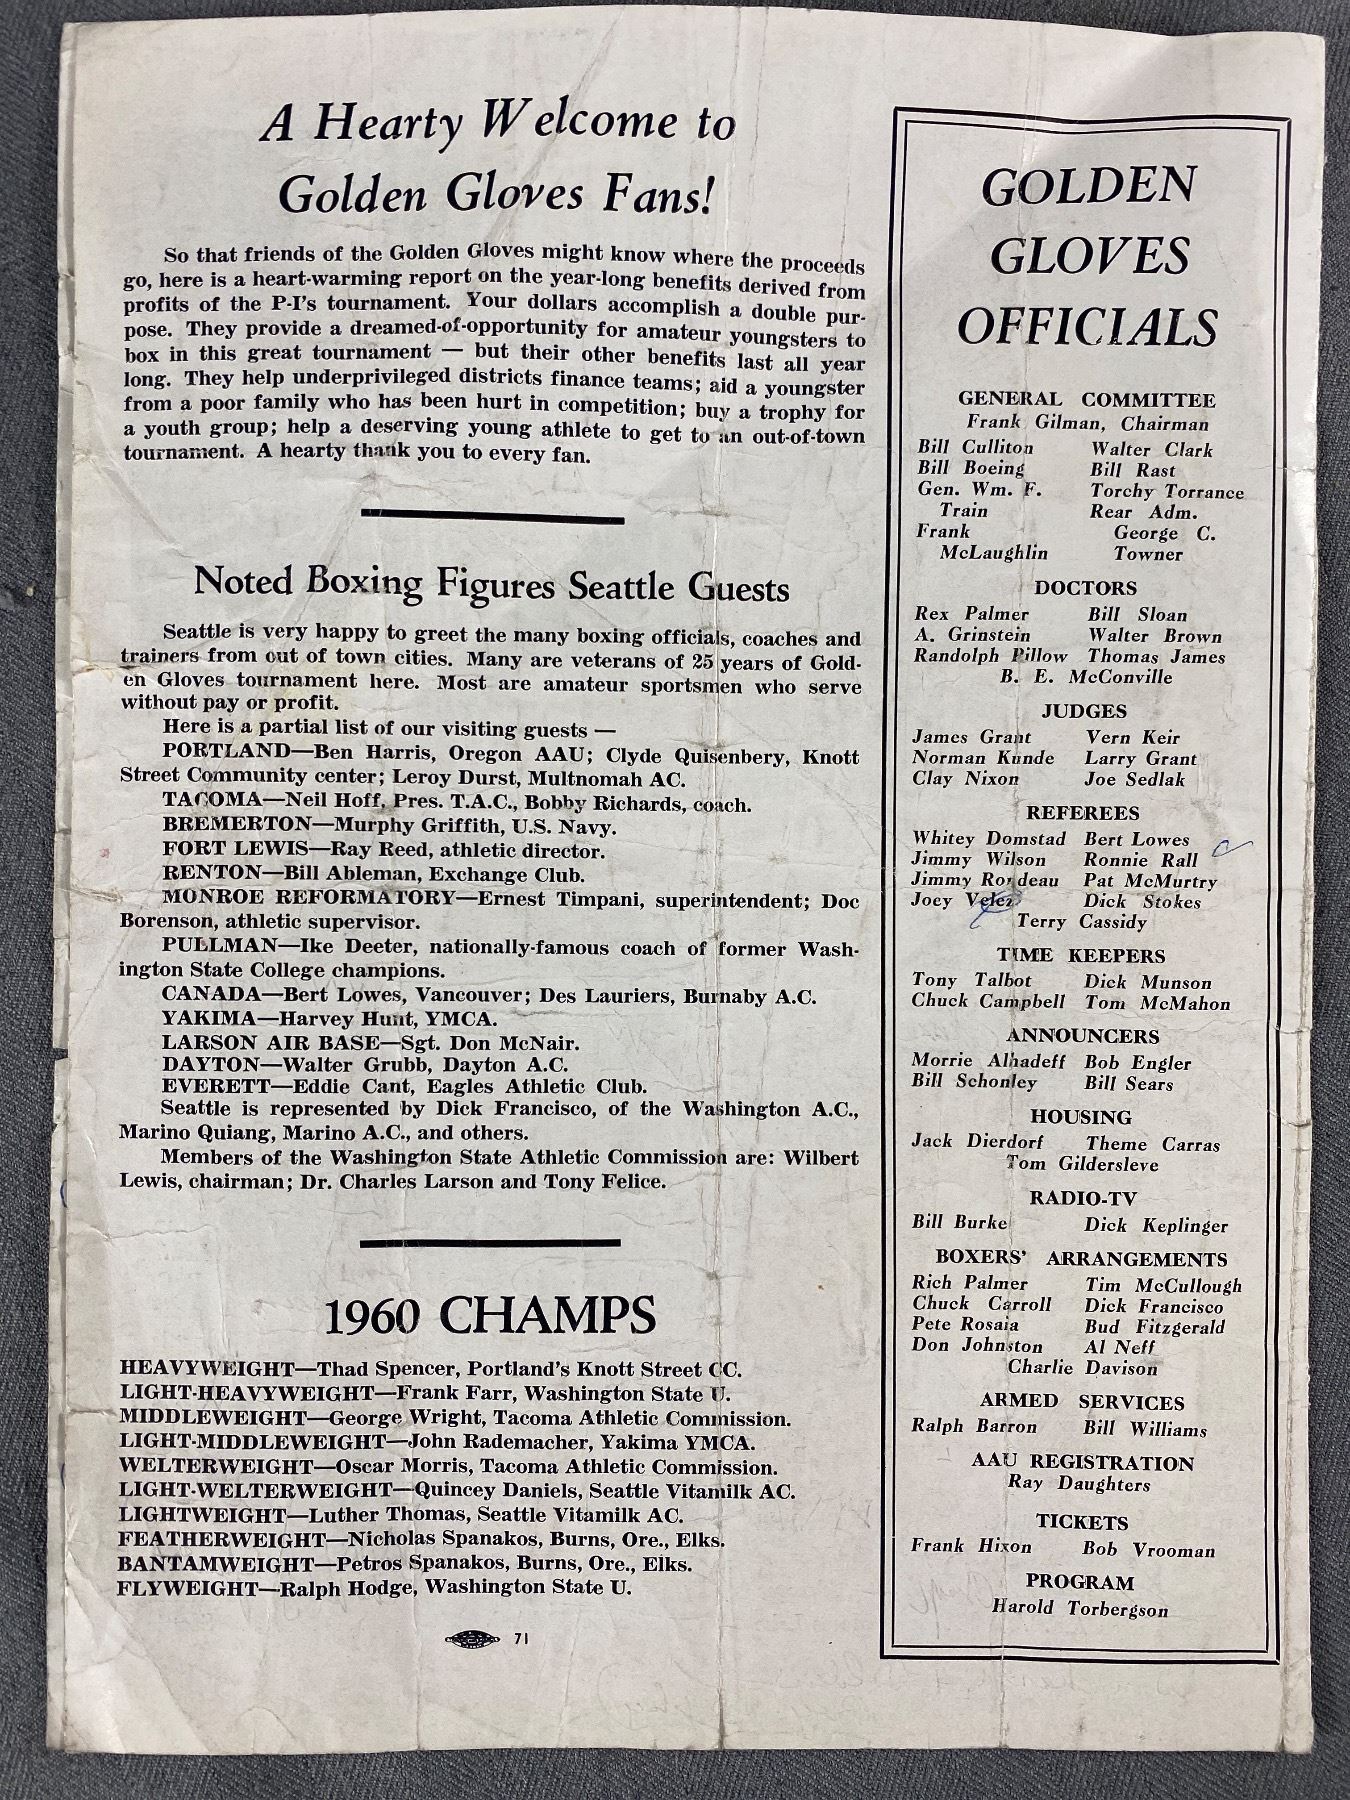 A Hearty Welcome to
Golden Gloves Fans!
So that friends of the Golden Gloves might know where the proceeds
go, here is a heart-warming report on the year-long benefits derived from
profits of the P-I's tournament. Your dollars accomplish a double pur-
pose. They provide a dreamed-of-opportunity for amateur youngsters to
box in this great tournament — but their other benefits last all year
long. They help underprivileged districts finance teams; aid a youngster
from a poor family who has been hurt in competition; buy a trophy for
a youth group; help a deserving young athlete to get to an out-of-town
tournament. A hearty thank you to every fan.
Noted Boxing Figures Seattle Guests
Seattle is very happy to greet the many boxing officials, coaches and
trainers from out of town cities. Many are veterans of 25 years of Gold-
en Gloves tournament here. Most are amateur sportsmen who serve
without pay or profit.
Here is a partial list of our visiting guests —
PORTLAND—Ben Harris, Oregon AAU; Clyde Quisenbery, Knott
Street Community center; Leroy Durst, Multnomah AC.
TACOMA—Neil Hoff, Pres. T.A.C., Bobby Richards, coach.
BREMERTON—Murphy Griffith, U.S. Navy.
FORT LEWIS—Ray Reed, athletic director.
RENTON—Bill Ableman, Exchange Club.
MONROE REFORMATORY—Ernest Timpani, superintendent; Doc
Borenson, athletic supervisor.
PULLMAN—Ike Deeter, nationally-famous coach of former Wash-
ington State College champions.
CANADA—Bert Lowes, Vancouver; Des Lauriers, Burnaby A.C.
YAKIMA—Harvey Hunt, YMCA.
LARSON AIR BASE—Sgt. Don McNair.
DAYTON—Walter Grubb, Dayton A.C.
EVERETT—Eddie Cant, Eagles Athletic Club.
Seattle is represented by Dick Francisco, of the Washington A.C.,
Marino Quiang, Marino A.C., and others.
Members of the Washington State Athletic Commission are: Wilbert
Lewis, chairman; Dr. Charles Larson and Tony Felice.
1960 CHAMPS
HEAVYWEIGHT—Thad Spencer, Portland's Knott Street CC.
LIGHT-HEAVYWEIGHT—Frank Farr, Washington State U.
MIDDLEWEIGHT—George Wright, Tacoma Athletic Commission.
LIGHT-MIDDLEWEIGHT—John Rademacher, Yakima YMCA.
WELTERWEIGHT—Oscar Morris, Tacoma Athletic Commission.
LIGHT-WELTERWEIGHT—Quincey Daniels, Seattle Vitamilk AC.
LIGHTWEIGHT—Luther Thomas, Seattle Vitamilk AC.
FEATHERWEIGHT—Nicholas Spanakos, Burns, Ore., Elks.
BANTAMWEIGHT—Petros Spanakos, Burns, Ore., Elks.
FLYWEIGHT—Ralph Hodge, Washington State U.
71
GOLDEN
GLOVES
OFFICIALS
GENERAL COMMITTEE
Frank Gilman, Chairman
Bill Culliton Walter Clark
Bill Boeing Bill Rast
Gen. Wm. F. Torchy Torrance
Train Rear Adm.
Frank George C.
McLaughlin Towner
DOCTORS
Rex Palmer Bill Sloan
A. Grinstein Walter Brown
Randolph Pillow Thomas James
B. E. McConville
JUDGES
James Grant Vern Keir
Norman Kunde Larry Grant
Clay Nixon Joe Sedlak
REFEREES
Whitey Domstad Bert Lowes
Jimmy Wilson Ronnie Rall
Jimmy Rondeau Pat McMurtry
Joey Velez Dick Stokes
Terry Cassidy
TIME KEEPERS
Tony Talbot Dick Munson
Chuck Campbell Tom McMahon
ANNOUNCERS
Morrie Alhadeff Bob Engler
Bill Schonley Bill Sears
HOUSING
Jack Dierdorf Theme Carras
Tom Gildersleve
RADIO-TV
Bill Burke Dick Keplinger
BOXERS' ARRANGEMENTS
Rich Palmer Tim McCullough
Chuck Carroll Dick Francisco
Pete Rosaia Bud Fitzgerald
Don Johnston Al Neff
Charlie Davison
ARMED SERVICES
Ralph Barron Bill Williams
AAU REGISTRATION
Ray Daughters
TICKETS
Frank Hixon Bob Vrooman
PROGRAM
Harold Torbergson